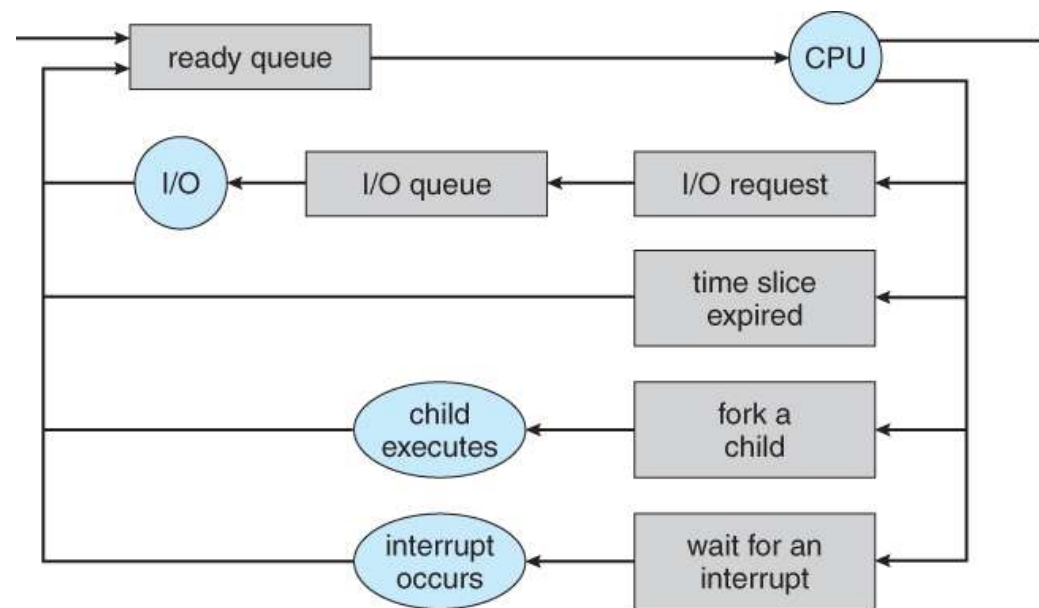 ready queue
CPU
I/O
I/O queue
I/O request
time slice
expired
child
executes
fork a
child
interrupt
occurs
wait for an
interrupt